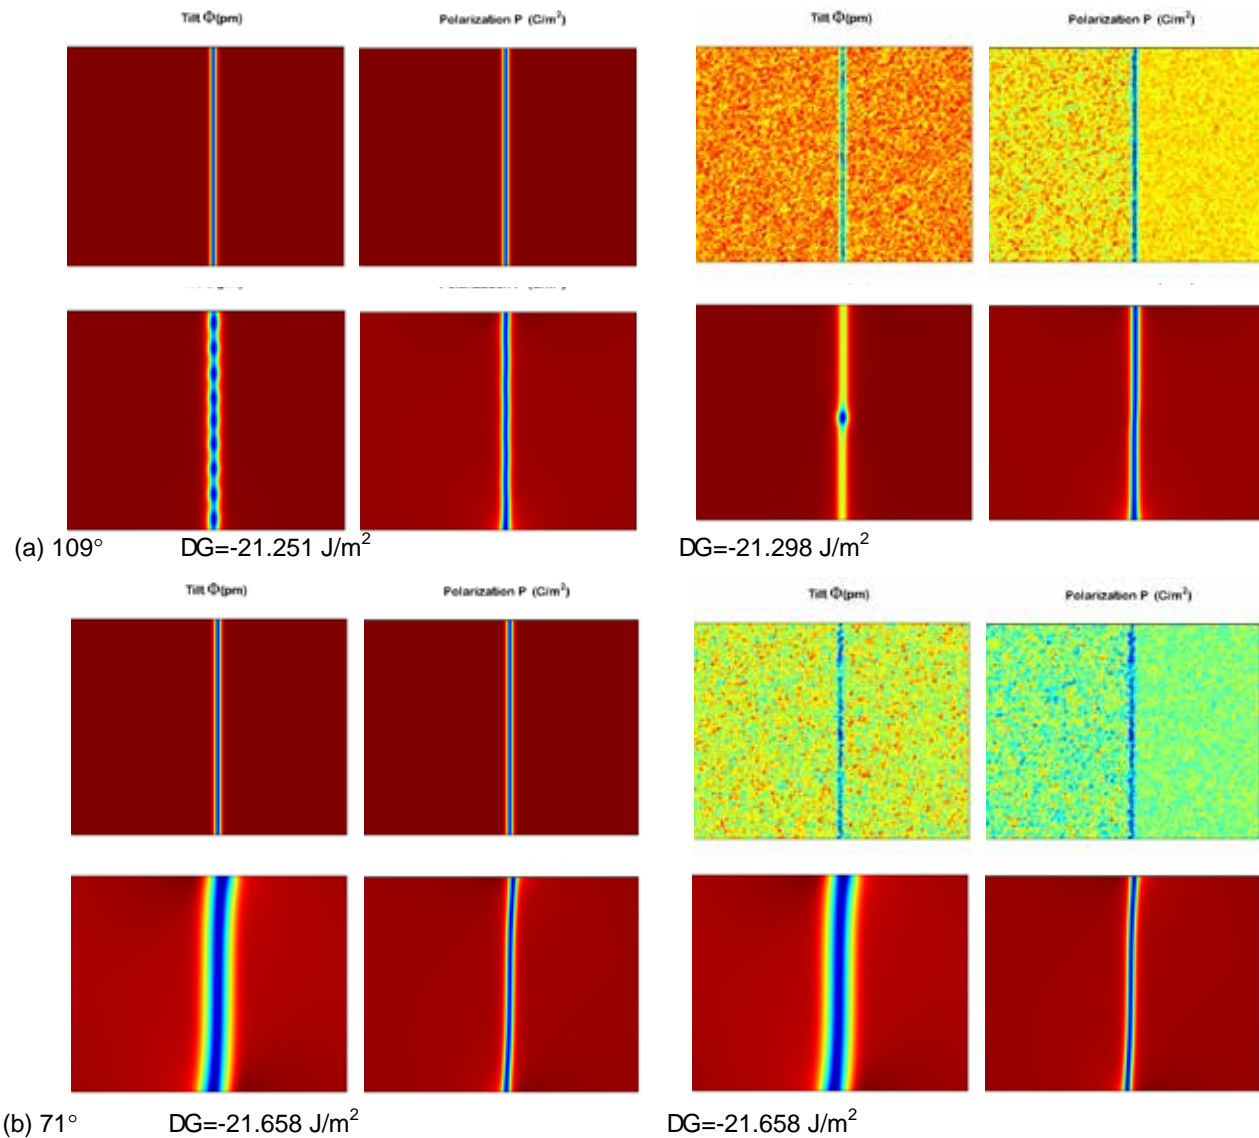 Tilt Φ(pm) Polarization P (C/m²) Tilt Φ(pm) Polarization P (C/m²)
(a) 109° DG=-21.251 J/m² DG=-21.298 J/m²
Tilt Φ(pm) Polarization P (C/m²) Tilt Φ(pm) Polarization P (C/m²)
(b) 71° DG=-21.658 J/m² DG=-21.658 J/m²